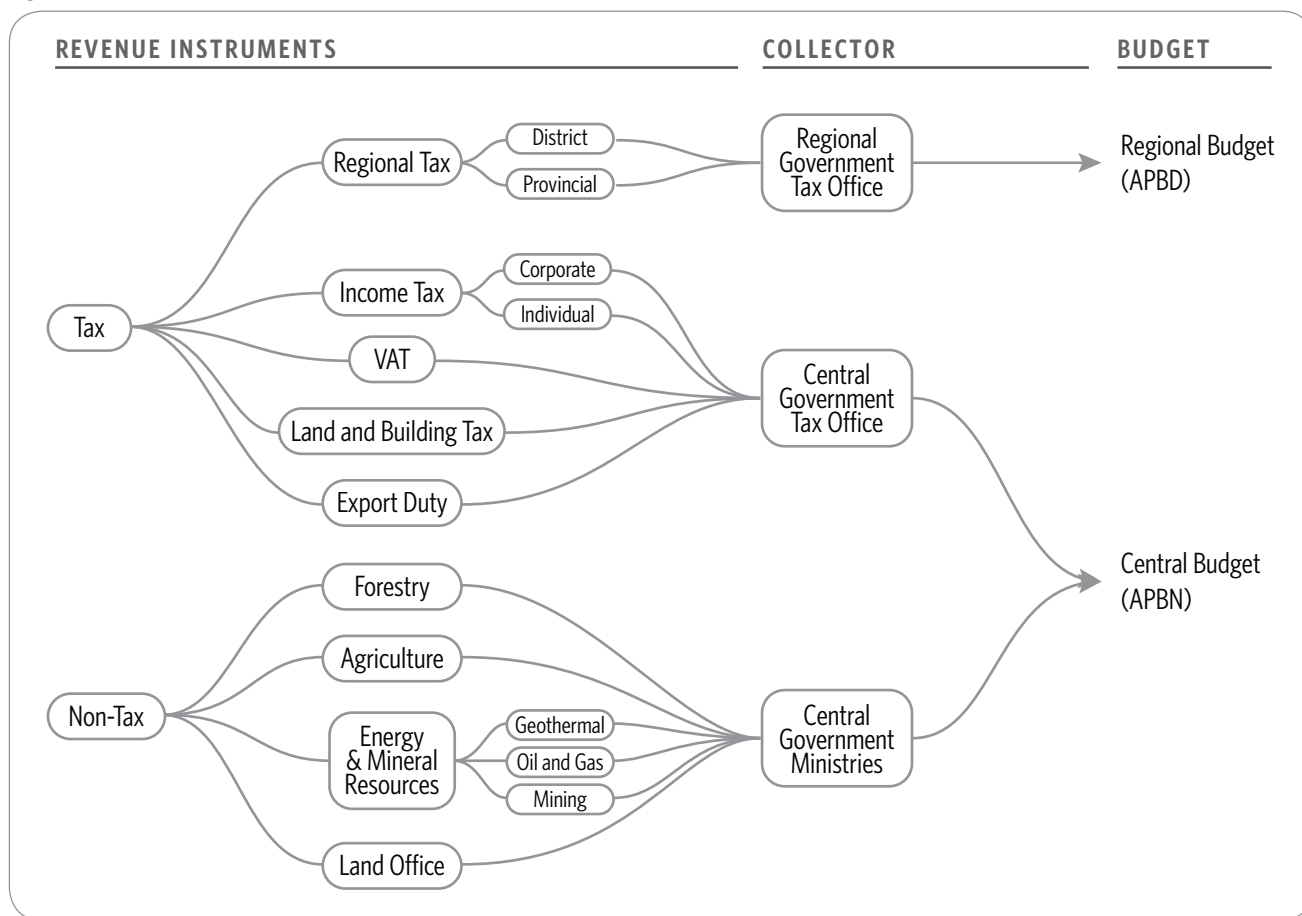 REVENUE INSTRUMENTS
COLLECTOR
BUDGET
Tax
Regional Tax
District
Provincial
Regional
Government
Tax Office
Regional Budget
(APBD)
Income Tax
Corporate
Individual
VAT
Land and Building Tax
Export Duty
Central
Government
Tax Office
Central Budget
(APBN)
Non-Tax
Forestry
Agriculture
Energy
& Mineral
Resources
Geothermal
Oil and Gas
Mining
Land Office
Central
Government
Ministries